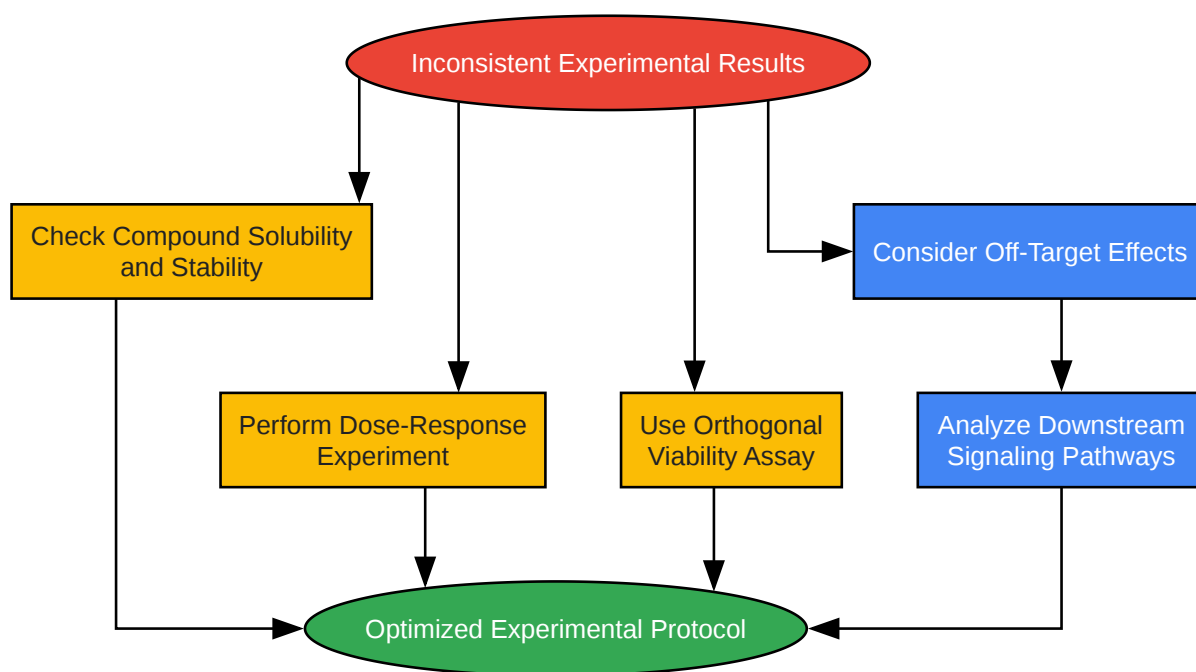 Inconsistent Experimental Results
Check Compound Solubility
and Stability
Consider Off-Target Effects
Perform Dose-Response
Experiment
Use Orthogonal
Viability Assay
Analyze Downstream
Signaling Pathways
Optimized Experimental Protocol